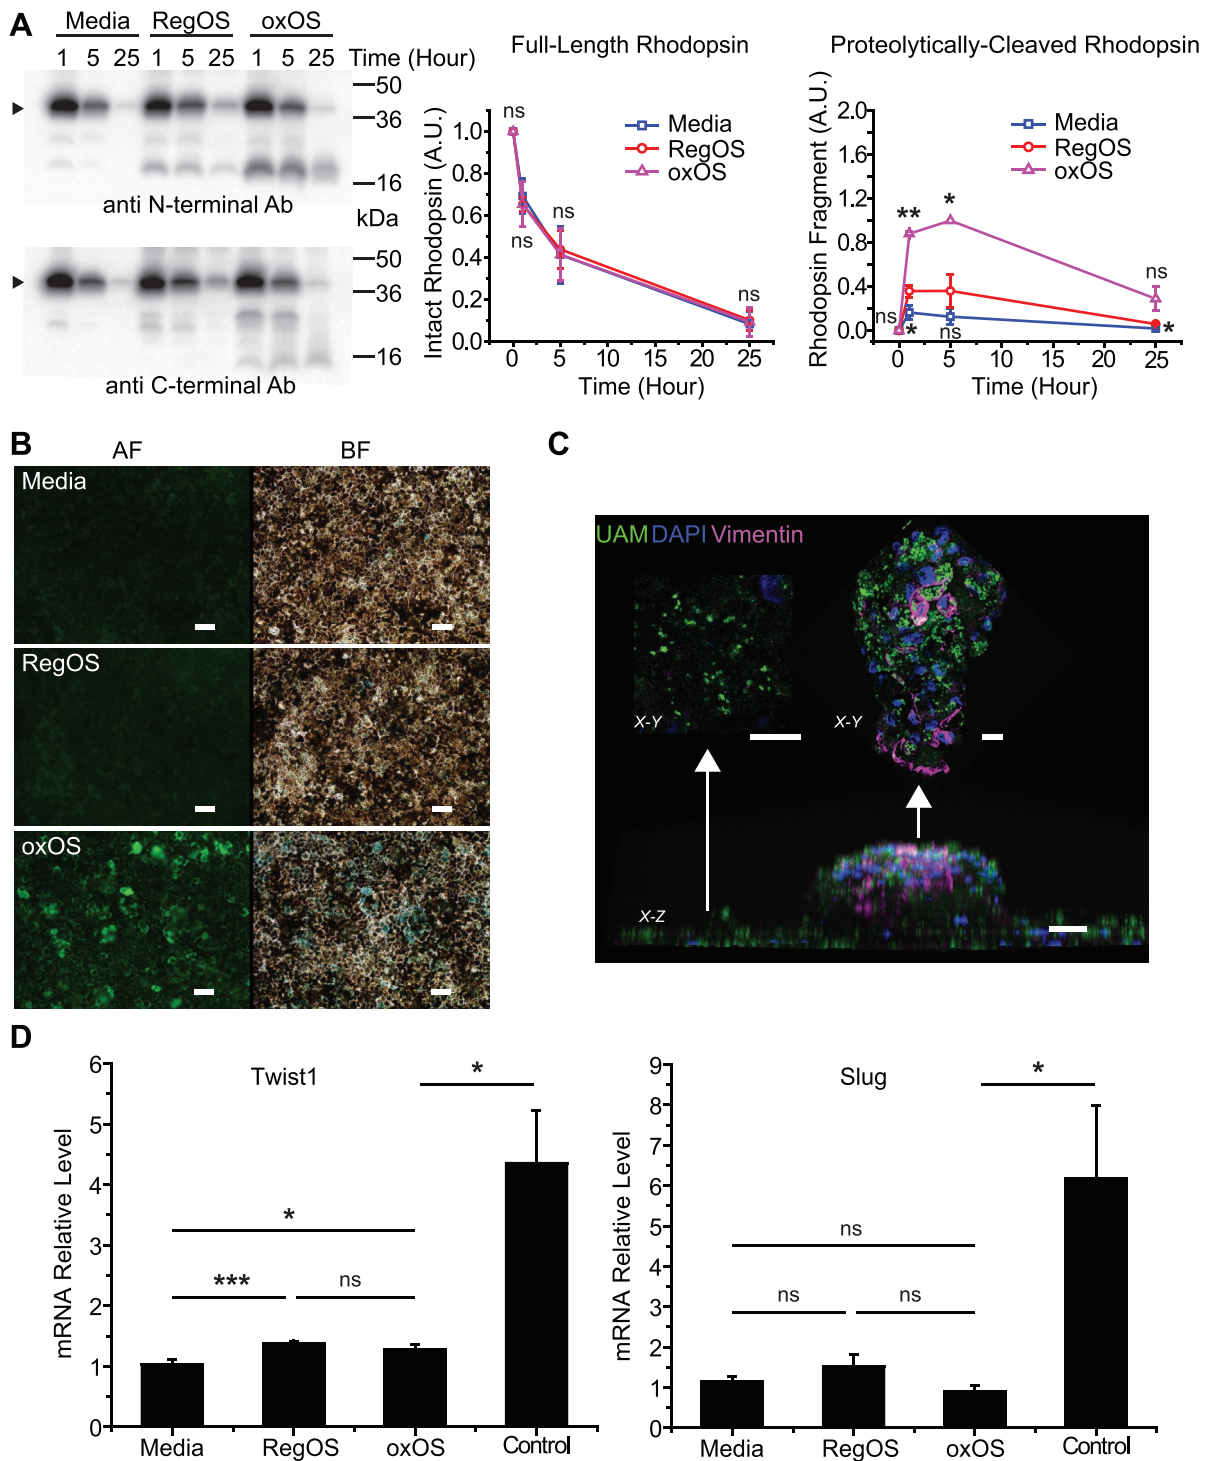 A
Media RegOS oxOS
1 5 25 1 5 25 1 5 25 Time (Hour)
50
36
16
anti N-terminal Ab
kDa
50
36
16
anti C-terminal Ab
Full-Length Rhodopsin
Intact Rhodopsin (A.U.)
1.0
0.8
0.6
0.4
0.2
0.0
ns
ns
ns
ns
Media
RegOS
oxOS
0 5 10 15 20 25
Time (Hour)
Proteolytically-Cleaved Rhodopsin
Rhodopsin Fragment (A.U.)
2.0
1.6
1.2
0.8
0.4
0.0
Media
RegOS
oxOS
**
*
ns
ns
*
ns
*
0 5 10 15 20 25
Time (Hour)
B
AF BF
Media
RegOS
oxOS
C
UAM DAPI Vimentin
X-Y
X-Y
X-Z
D
Twist1
mRNA Relative Level
6
5
4
3
2
1
0
*
*
***
ns
Media RegOS oxOS Control
Slug
mRNA Relative Level
9
8
7
6
5
4
3
2
1
0
*
ns
ns
ns
Media RegOS oxOS Control